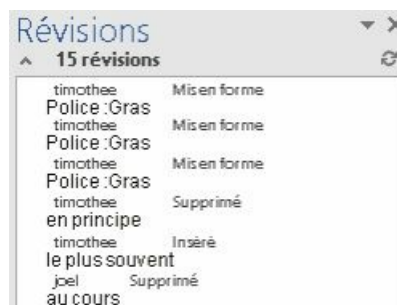 Révisions
15 révisions
timothee Mis en forme
Police :Gras
timothee Mis en forme
Police :Gras
timothee Mis en forme
Police :Gras
timothee Supprimé
en principe
timothee Inséré
le plus souvent
joel Supprimé
au cours